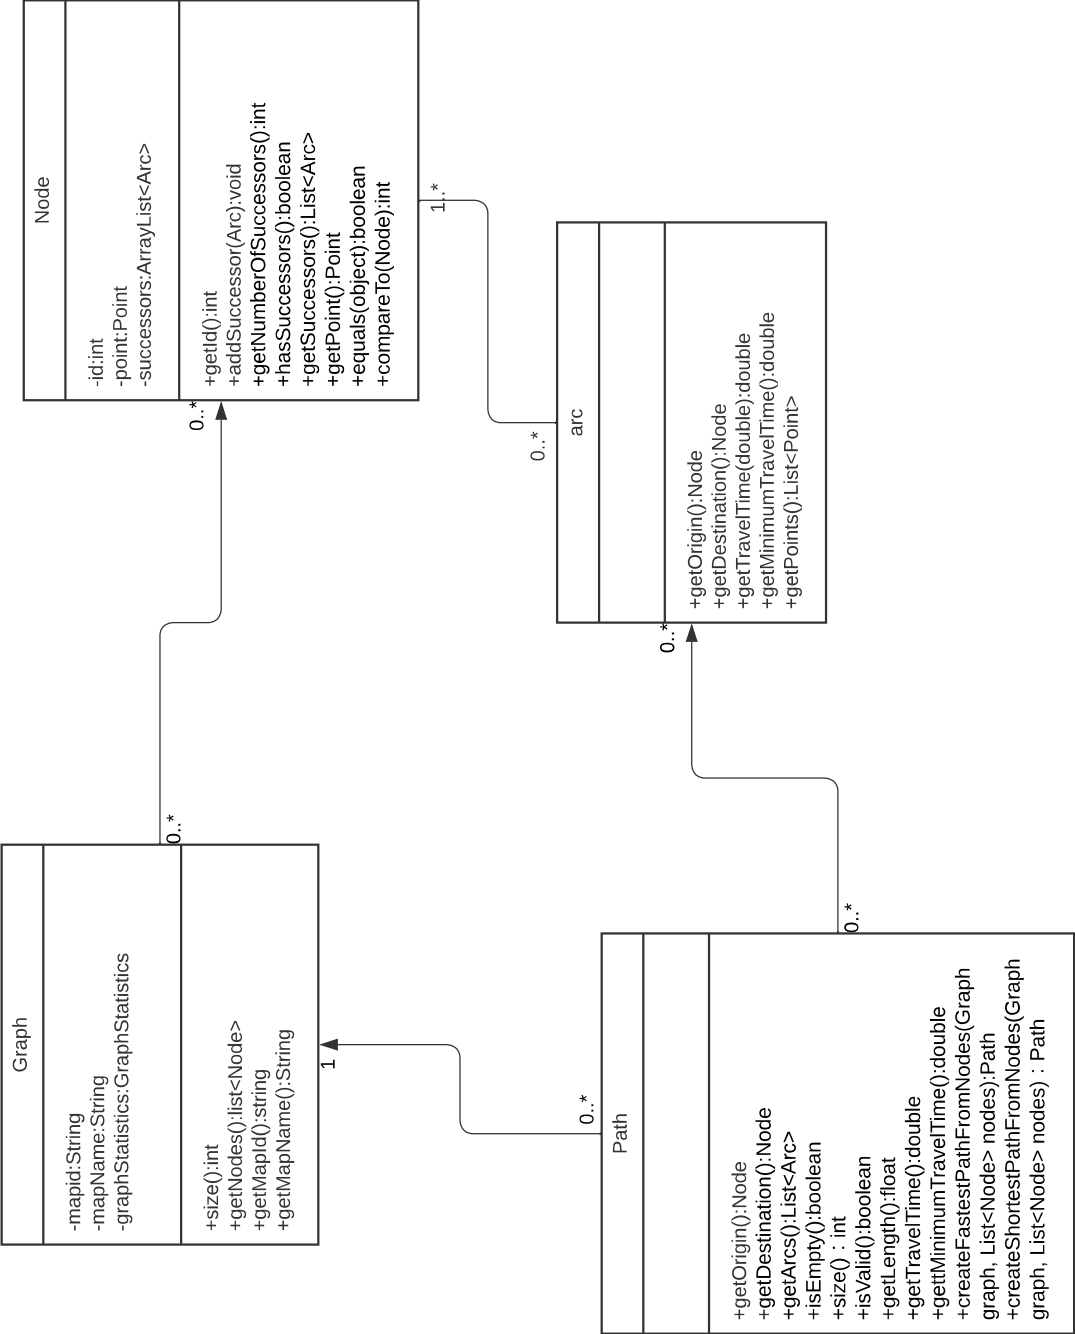 Graph
-mapid:String
-mapName:String
-graphStatistics:GraphStatistics
+size():int
+getNodes():list<Node>
+getMapId():string
+getMapName():String
0..*
0..*
Node
-id:int
-point:Point
-successors:ArrayList<Arc>
+getId():int
+addSuccessor(Arc):void
+getNumberOfSuccessors():int
+hasSuccessors():boolean
+getSuccessors():List<Arc>
+getPoint():Point
+equals(object):boolean
+compareTo(Node):int
1
0..*
1..*
0..*
Path
+getOrigin():Node
+getDestination():Node
+getArcs():List<Arc>
+isEmpty():boolean
+size() : int
+isValid():boolean
+getLength():float
+getTravelTime():double
+gettMinimumTravelTime():double
+createFastestPathFromNodes(Graph
graph, List<Node> nodes):Path
+createShortestPathFromNodes(Graph
graph, List<Node> nodes) : Path
0..*
0..*
arc
+getOrigin():Node
+getDestination():Node
+getTravelTime(double):double
+getMinimumTravelTime():double
+getPoints():List<Point>